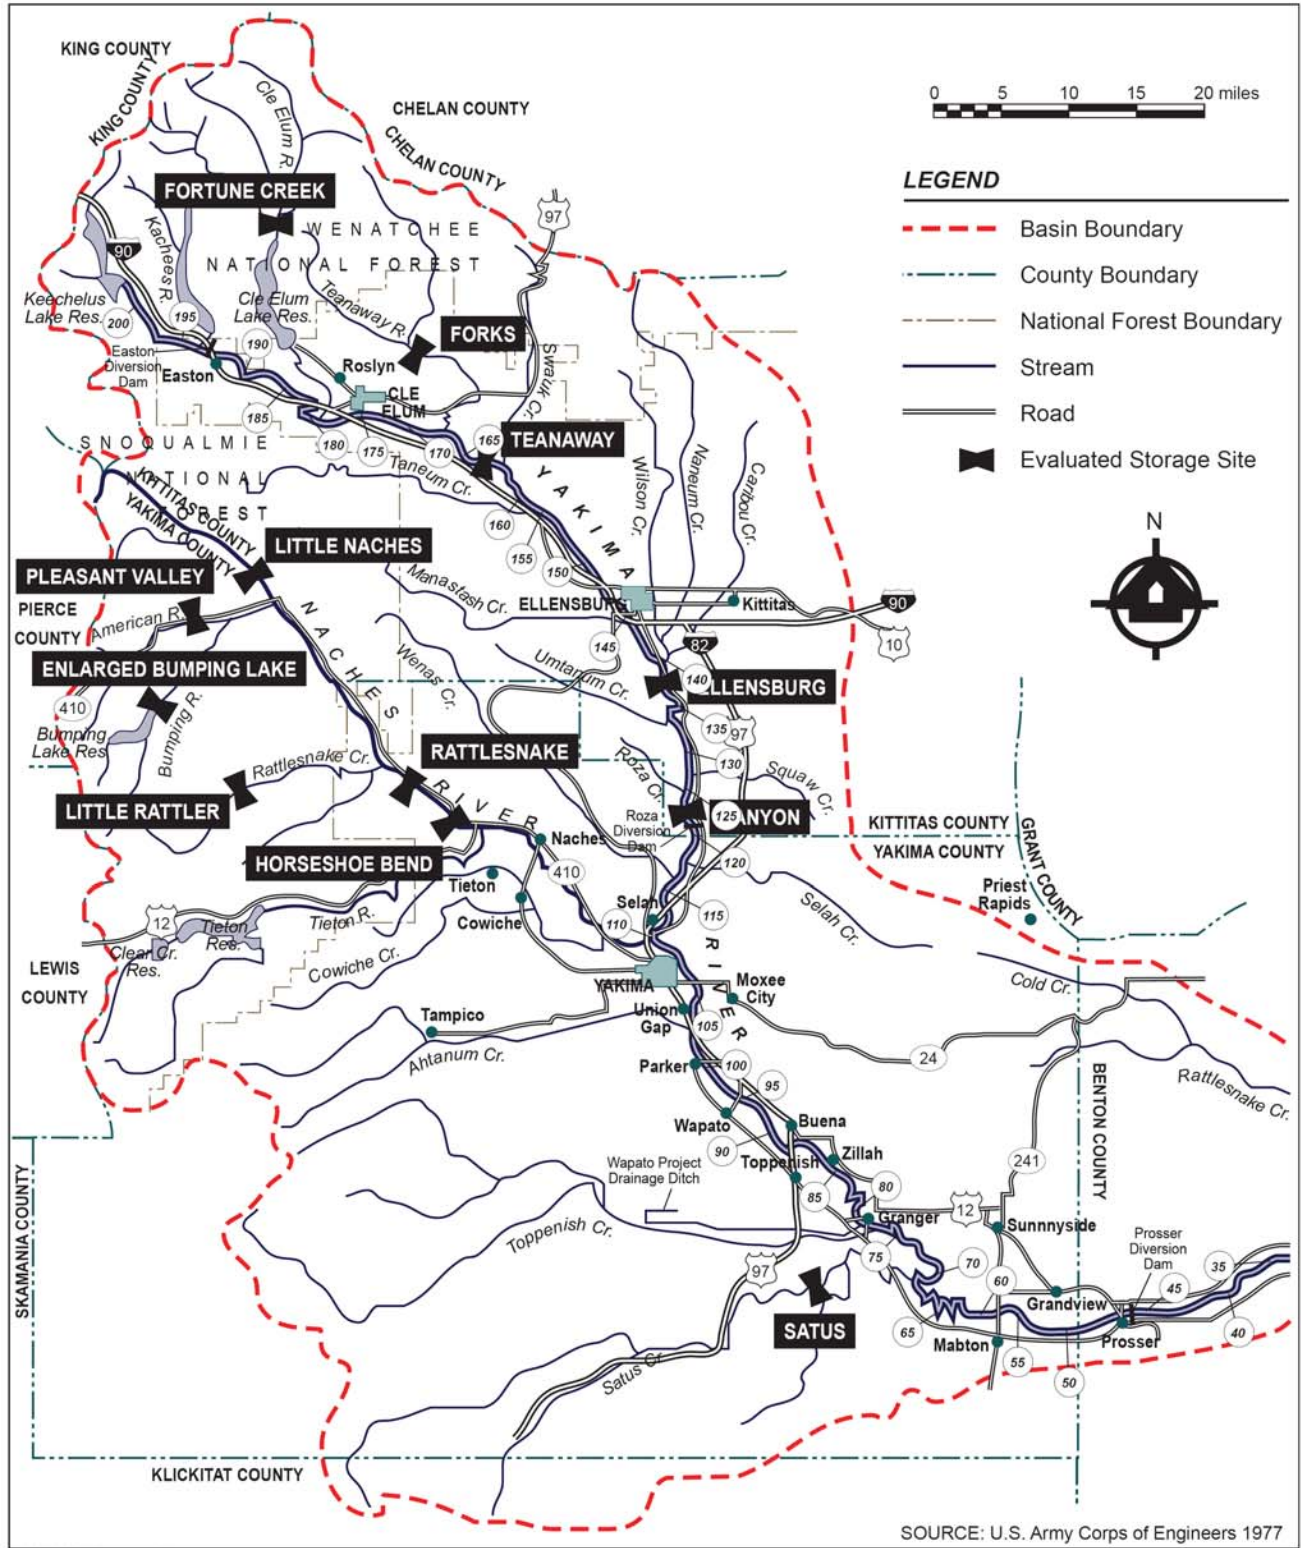 KING COUNTY
KING COUNTY
CHELAN COUNTY
CHELAN COUNTY
Cle Elum R.
0 5 10 15 20 miles
LEGEND
Basin Boundary
County Boundary
National Forest Boundary
Stream
Road
Evaluated Storage Site
N
FORTUNE CREEK
97
WENATCHEE
NATIONAL FOREST
90
Kachees R.
Keechelus
Lake Res.
Cle Elum
Lake Res.
Teanaway R.
200
195
190
FORKS
Easton
Diversion
Dam
Easton
Roslyn
CLE
ELUM
Swauk Cr.
185
180
175
170
165
TEANAWAY
SNOQUALMIE
NATIONAL
FOREST
Taneum Cr.
KITTITAS COUNTY
YAKIMA COUNTY
YAKIMA
Wilson Cr.
Naneum Cr.
Caribou Cr.
160
155
150
LITTLE NACHES
PLEASANT VALLEY
PIERCE
COUNTY
American R.
Manastash Cr.
ELLENSBURG
Kittitas
90
10
82
145
140
NACHES
Wenas Cr.
Umtanum Cr.
ENLARGED BUMPING LAKE
ELLENSBURG
410
Bumping
Lake Res
Bumping R.
135
97
130
RATTLESNAKE
Rattlesnake Cr.
Roza Cr.
Squaw Cr.
LITTLE RATTLER
RIVER
Roza
Diversion
Dam
125
ANYON
KITTITAS COUNTY
YAKIMA COUNTY
GRANT COUNTY
HORSESHOE BEND
Naches
410
120
Tieton
Cowiche
Selah
110
115
Selah Cr.
Priest
Rapids
12
Tieton
Res.
Tieton R.
Clear Cr.
Res.
LEWIS
COUNTY
Cowiche Cr.
YAKIMA
RIVER
Moxee
City
Cold Cr.
Tampico
Union
Gap
105
Ahtanum Cr.
Parker
100
24
95
BENTON COUNTY
Rattlesnake Cr.
Wapato
Buena
90
Zillah
241
Toppenish
Wapato Project
Drainage Ditch
85
80
12
Granger
Sunnnyside
SKAMANIA COUNTY
Toppenish Cr.
97
75
70
Prosser
Diversion
Dam
35
60
45
Grandview
SATUS
65
Mabton
Prosser
40
55
50
Satus Cr.
KLICKITAT COUNTY
SOURCE: U.S. Army Corps of Engineers 1977